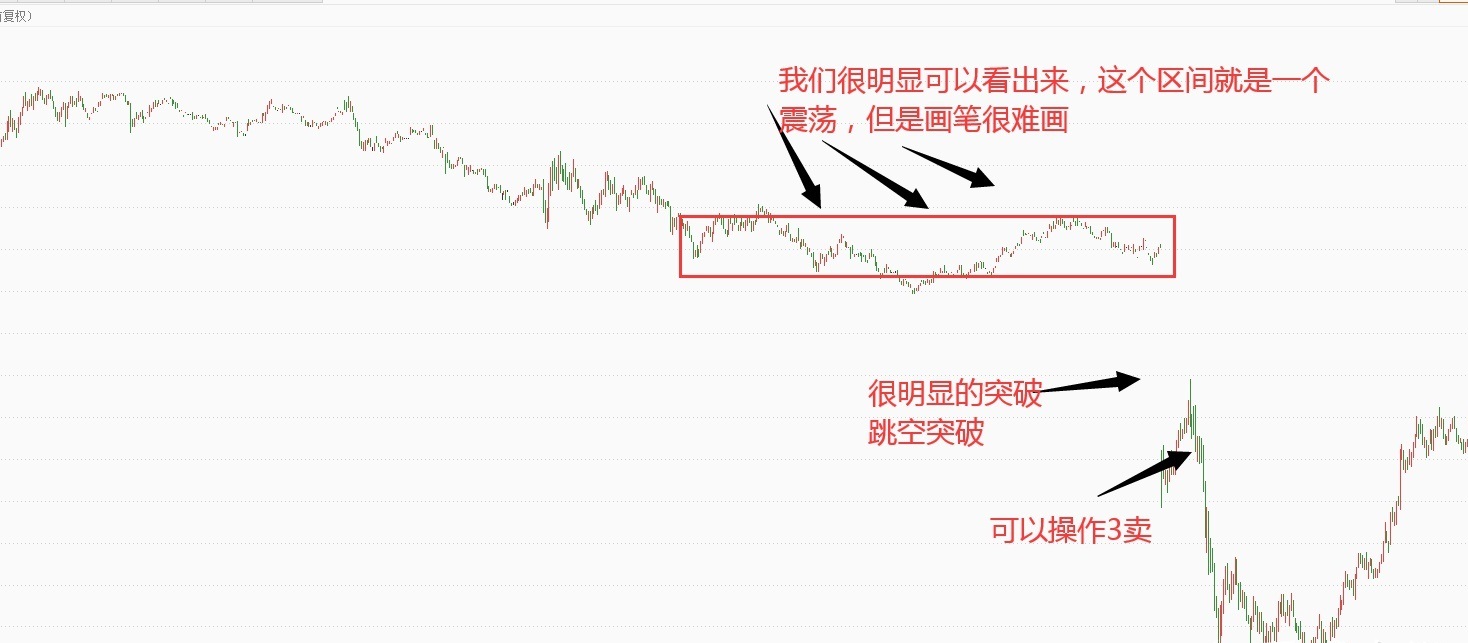 复权）
我们很明显可以看出来，这个区间就是一个
震荡，但是画笔很难画
很明显的突破
跳空突破
可以操作3卖